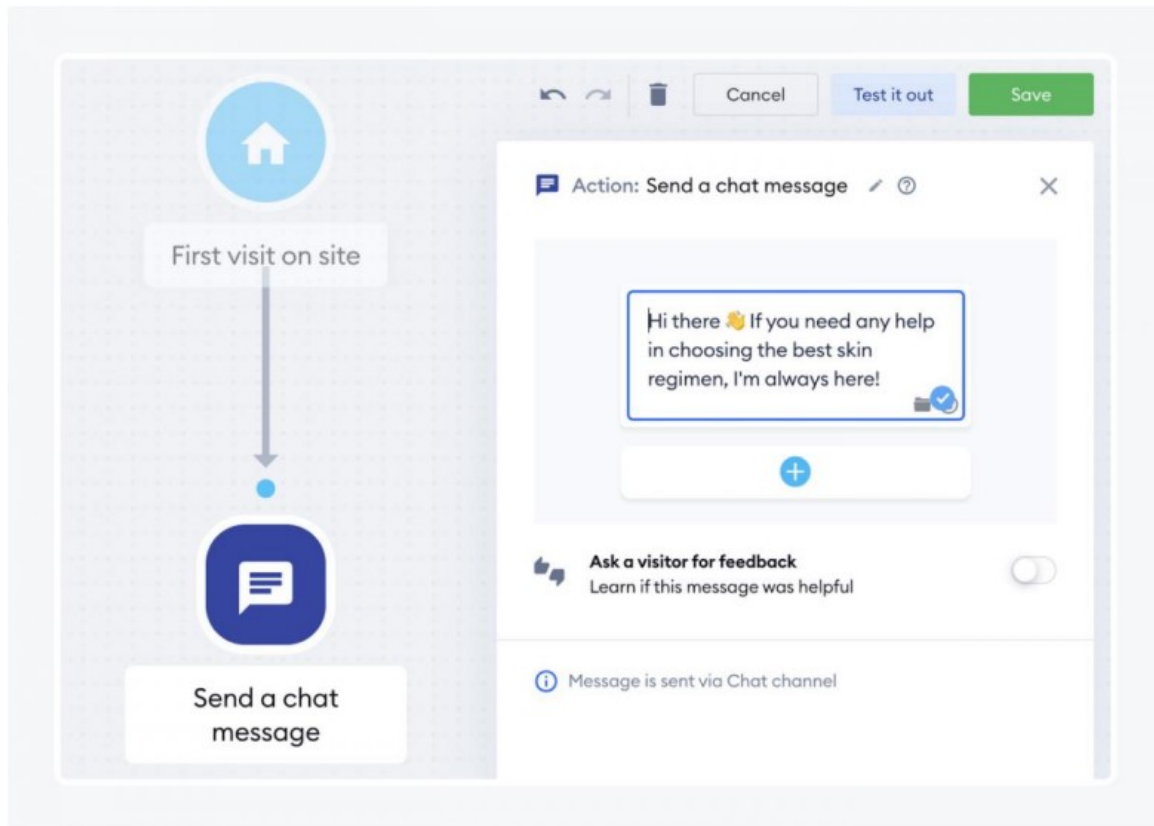 Cancel
Test it out
Save
First visit on site
Send a chat
message
Action: Send a chat message
Hi there 👋 If you need any help
in choosing the best skin
regimen, I'm always here!
Ask a visitor for feedback
Learn if this message was helpful
Message is sent via Chat channel